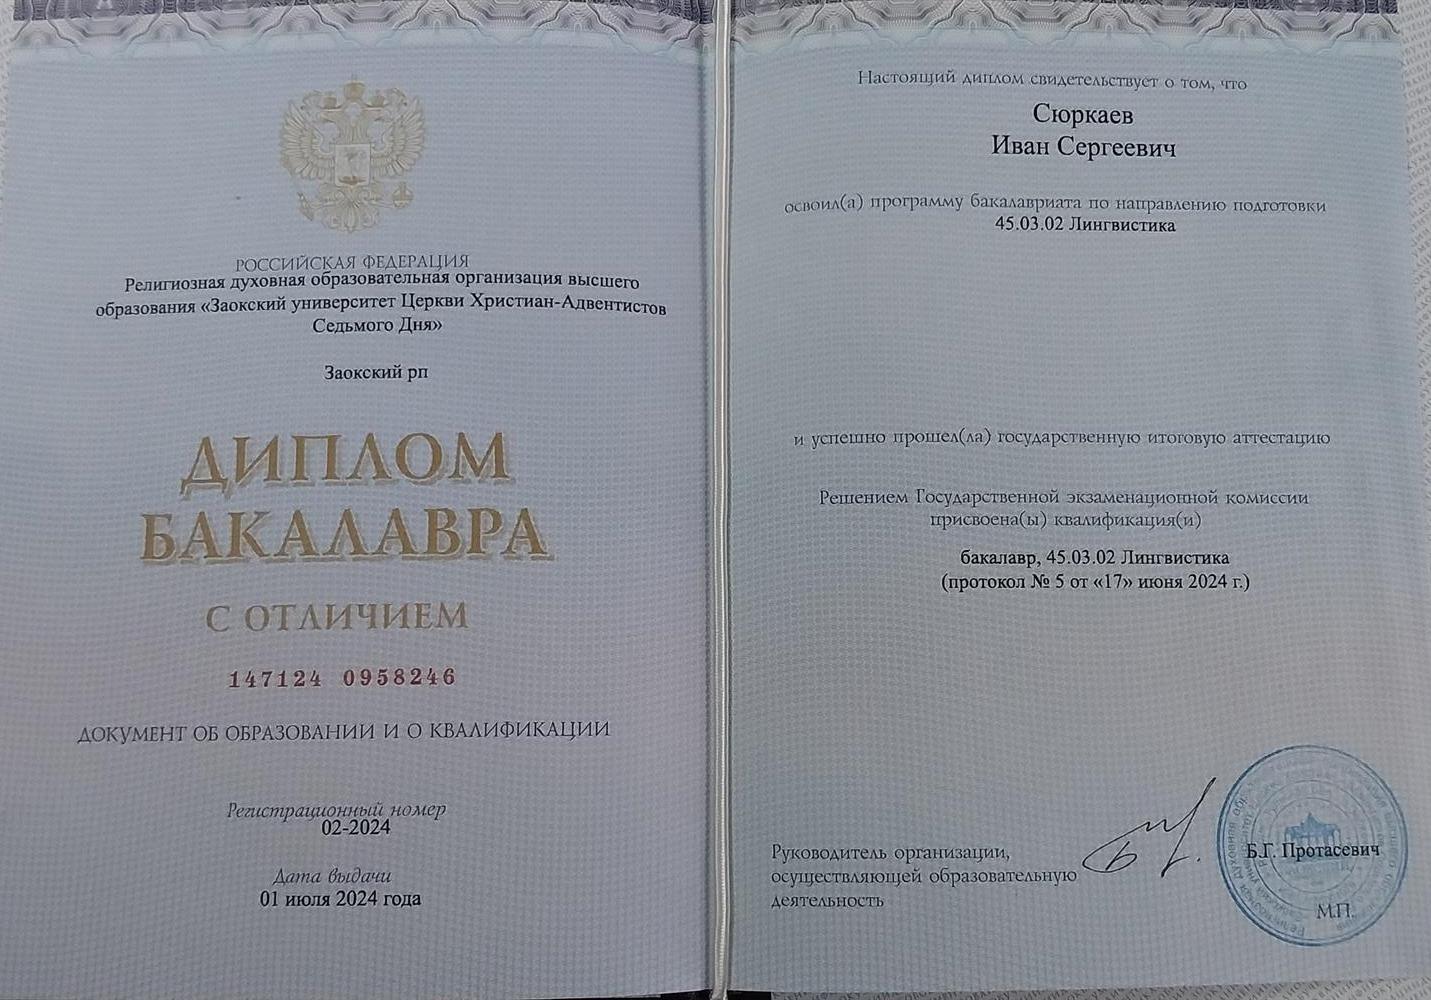 РОССИЙСКАЯ ФЕДЕРАЦИЯ
Религиозная духовная образовательная организация высшего
образования «Заокский университет Церкви Христиан-Адвентистов
Седьмого Дня»
Заокский рп
ДИПЛОМ
БАКАЛАВРА
С ОТЛИЧИЕМ
147124 0958246
ДОКУМЕНТ ОБ ОБРАЗОВАНИИ И О КВАЛИФИКАЦИИ
Регистрационный номер
02-2024
Дата выдачи
01 июля 2024 года
Настоящий диплом свидетельствует о том, что
Сюркаев
Иван Сергеевич
освоил(а) программу бакалавриата по направлению подготовки
45.03.02 Лингвистика
и успешно прошел(ла) государственную итоговую аттестацию
Решением Государственной экзаменационной комиссии
присвоена(ы) квалификация(и)
бакалавр, 45.03.02 Лингвистика
(протокол № 5 от «17» июня 2024 г.)
Руководитель организации,
осуществляющей образовательную
деятельность
Б.Г. Протасевич
М.П.